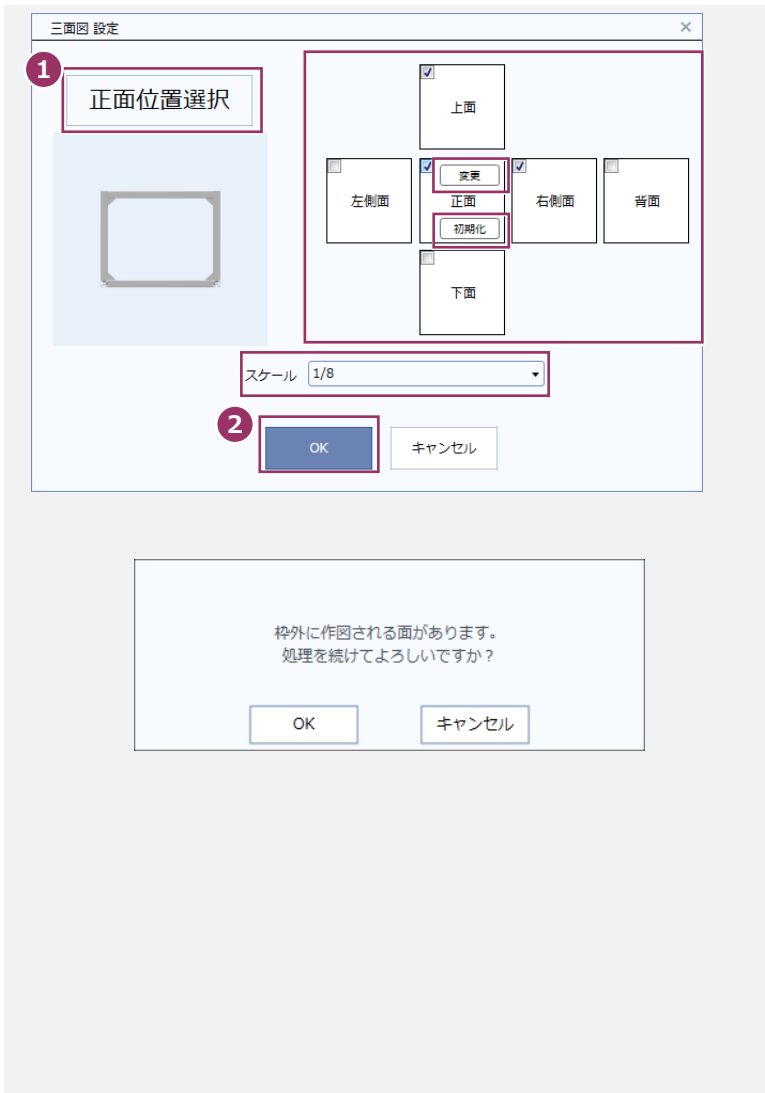 三面図 設定
×
1
正面位置選択
上面
左側面
変更
正面
初期化
右側面
背面
下面
スケール 1/8
2
OK
キャンセル
枠外に作図される面があります。
処理を続けてよろしいですか？
OK
キャンセル